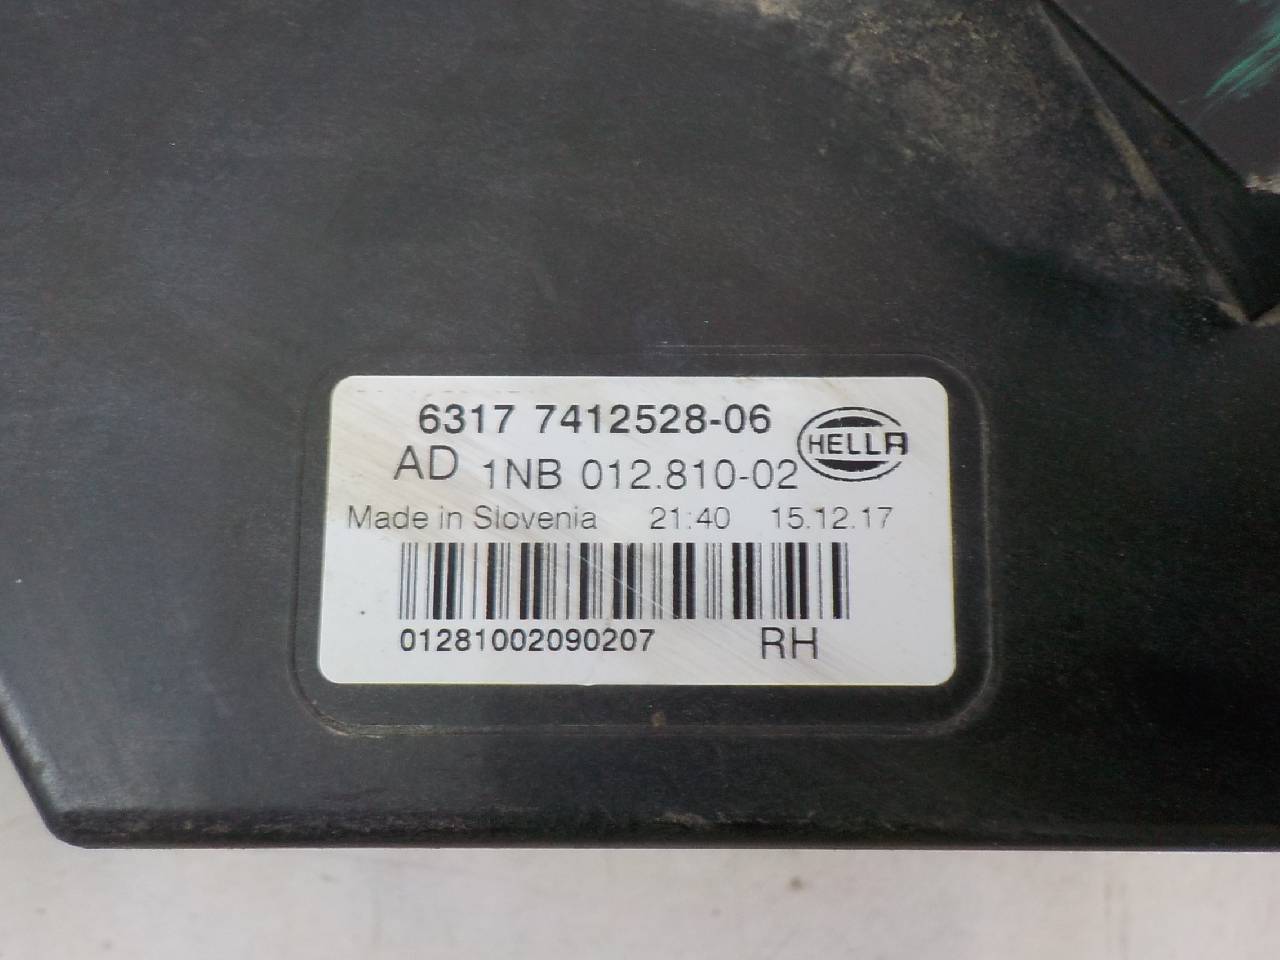 6317 7412528-06
HELLA
AD 1NB 012.810-02
Made in Slovenia 21:40 15.12.17
01281002090207 RH